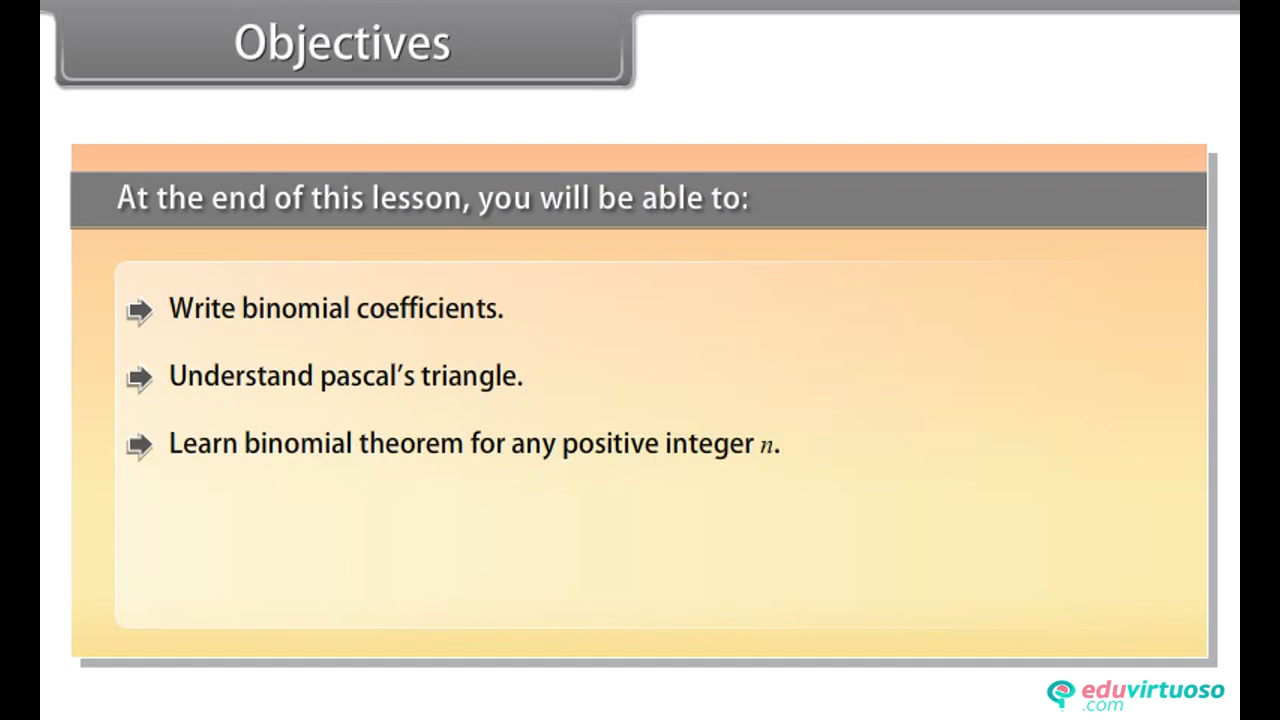 Objectives
At the end of this lesson, you will be able to:
Write binomial coefficients.
Understand pascal's triangle.
Learn binomial theorem for any positive integer n.
eduvirtuoso
.com